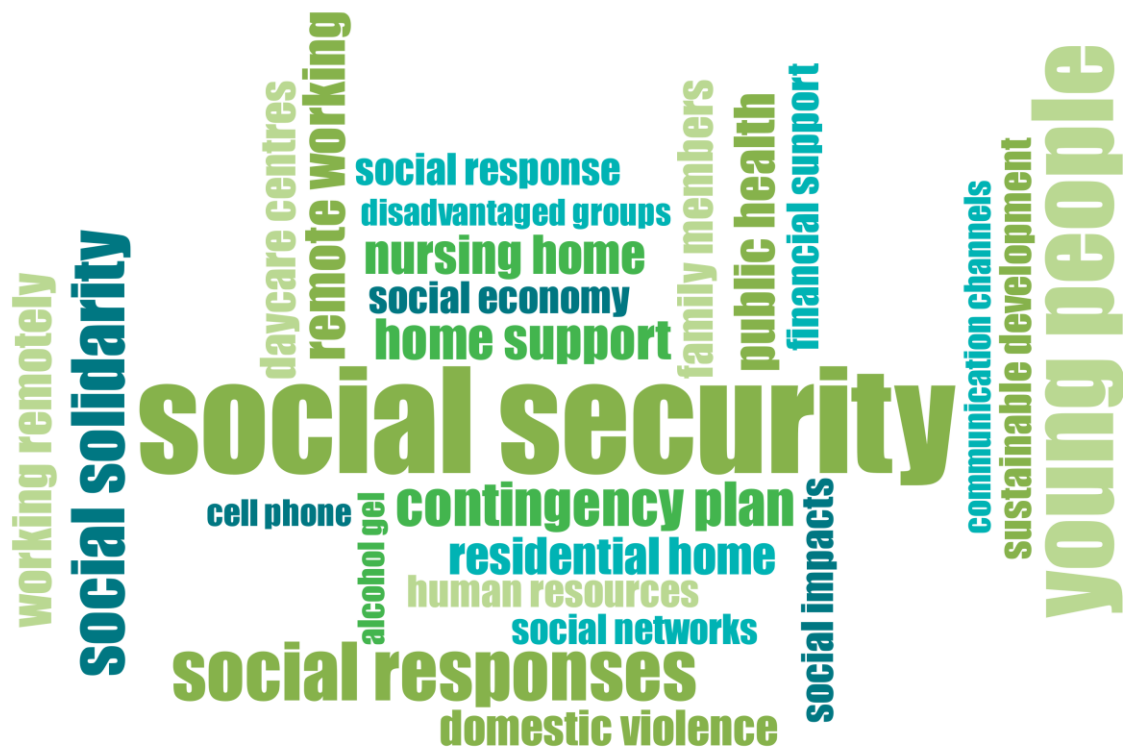 working remotely
social solidarity
daycare centres
remote working
social response
disadvantaged groups
nursing home
social economy
home support
family members
public health
financial support
social security
communication channels
sustainable development
young people
cell phone
alcohol gel
contingency plan
residential home
human resources
social networks
social impacts
social responses
domestic violence